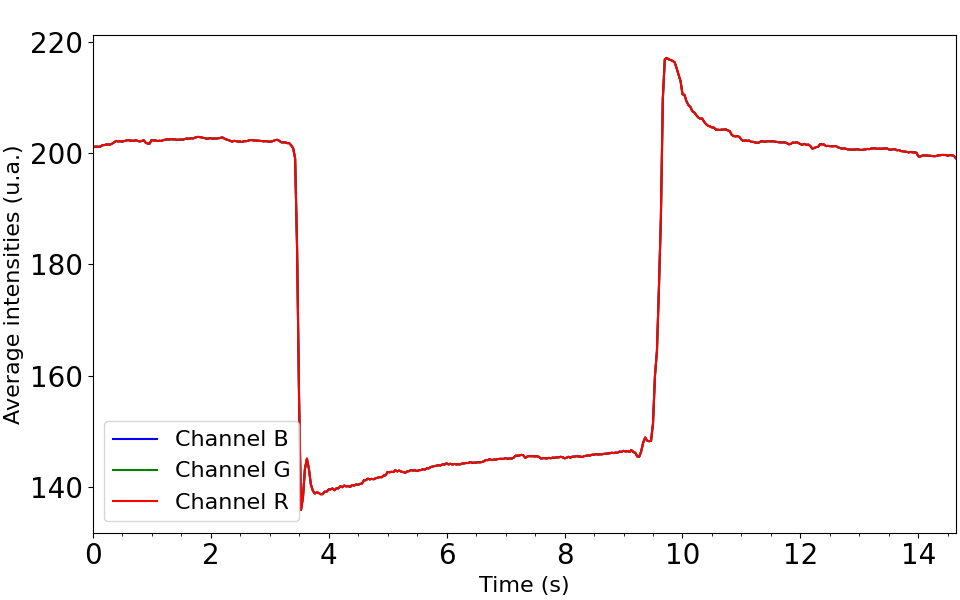 220
200
180
160
140
Average intensities (u.a.)
Channel B
Channel G
Channel R
0 2 4 6 8 10 12 14
Time (s)